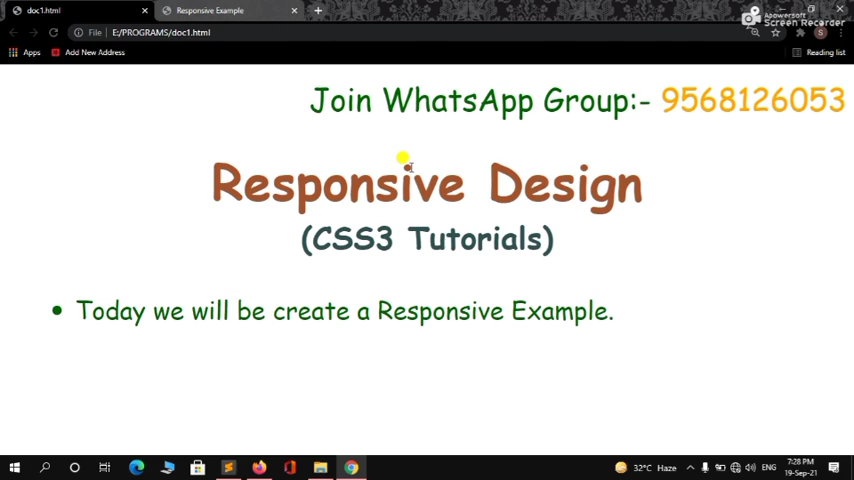 doc1.html
Responsive Example
Apowersoft
Screen Recorder
File
E:/PROGRAMS/doc1.html
S
Apps
Add New Address
Reading list
Join WhatsApp Group:- 9568126053
Responsive Design
(CSS3 Tutorials)
• Today we will be create a Responsive Example.
32°C Haze
ENG
7:28 PM
19-Sep-21